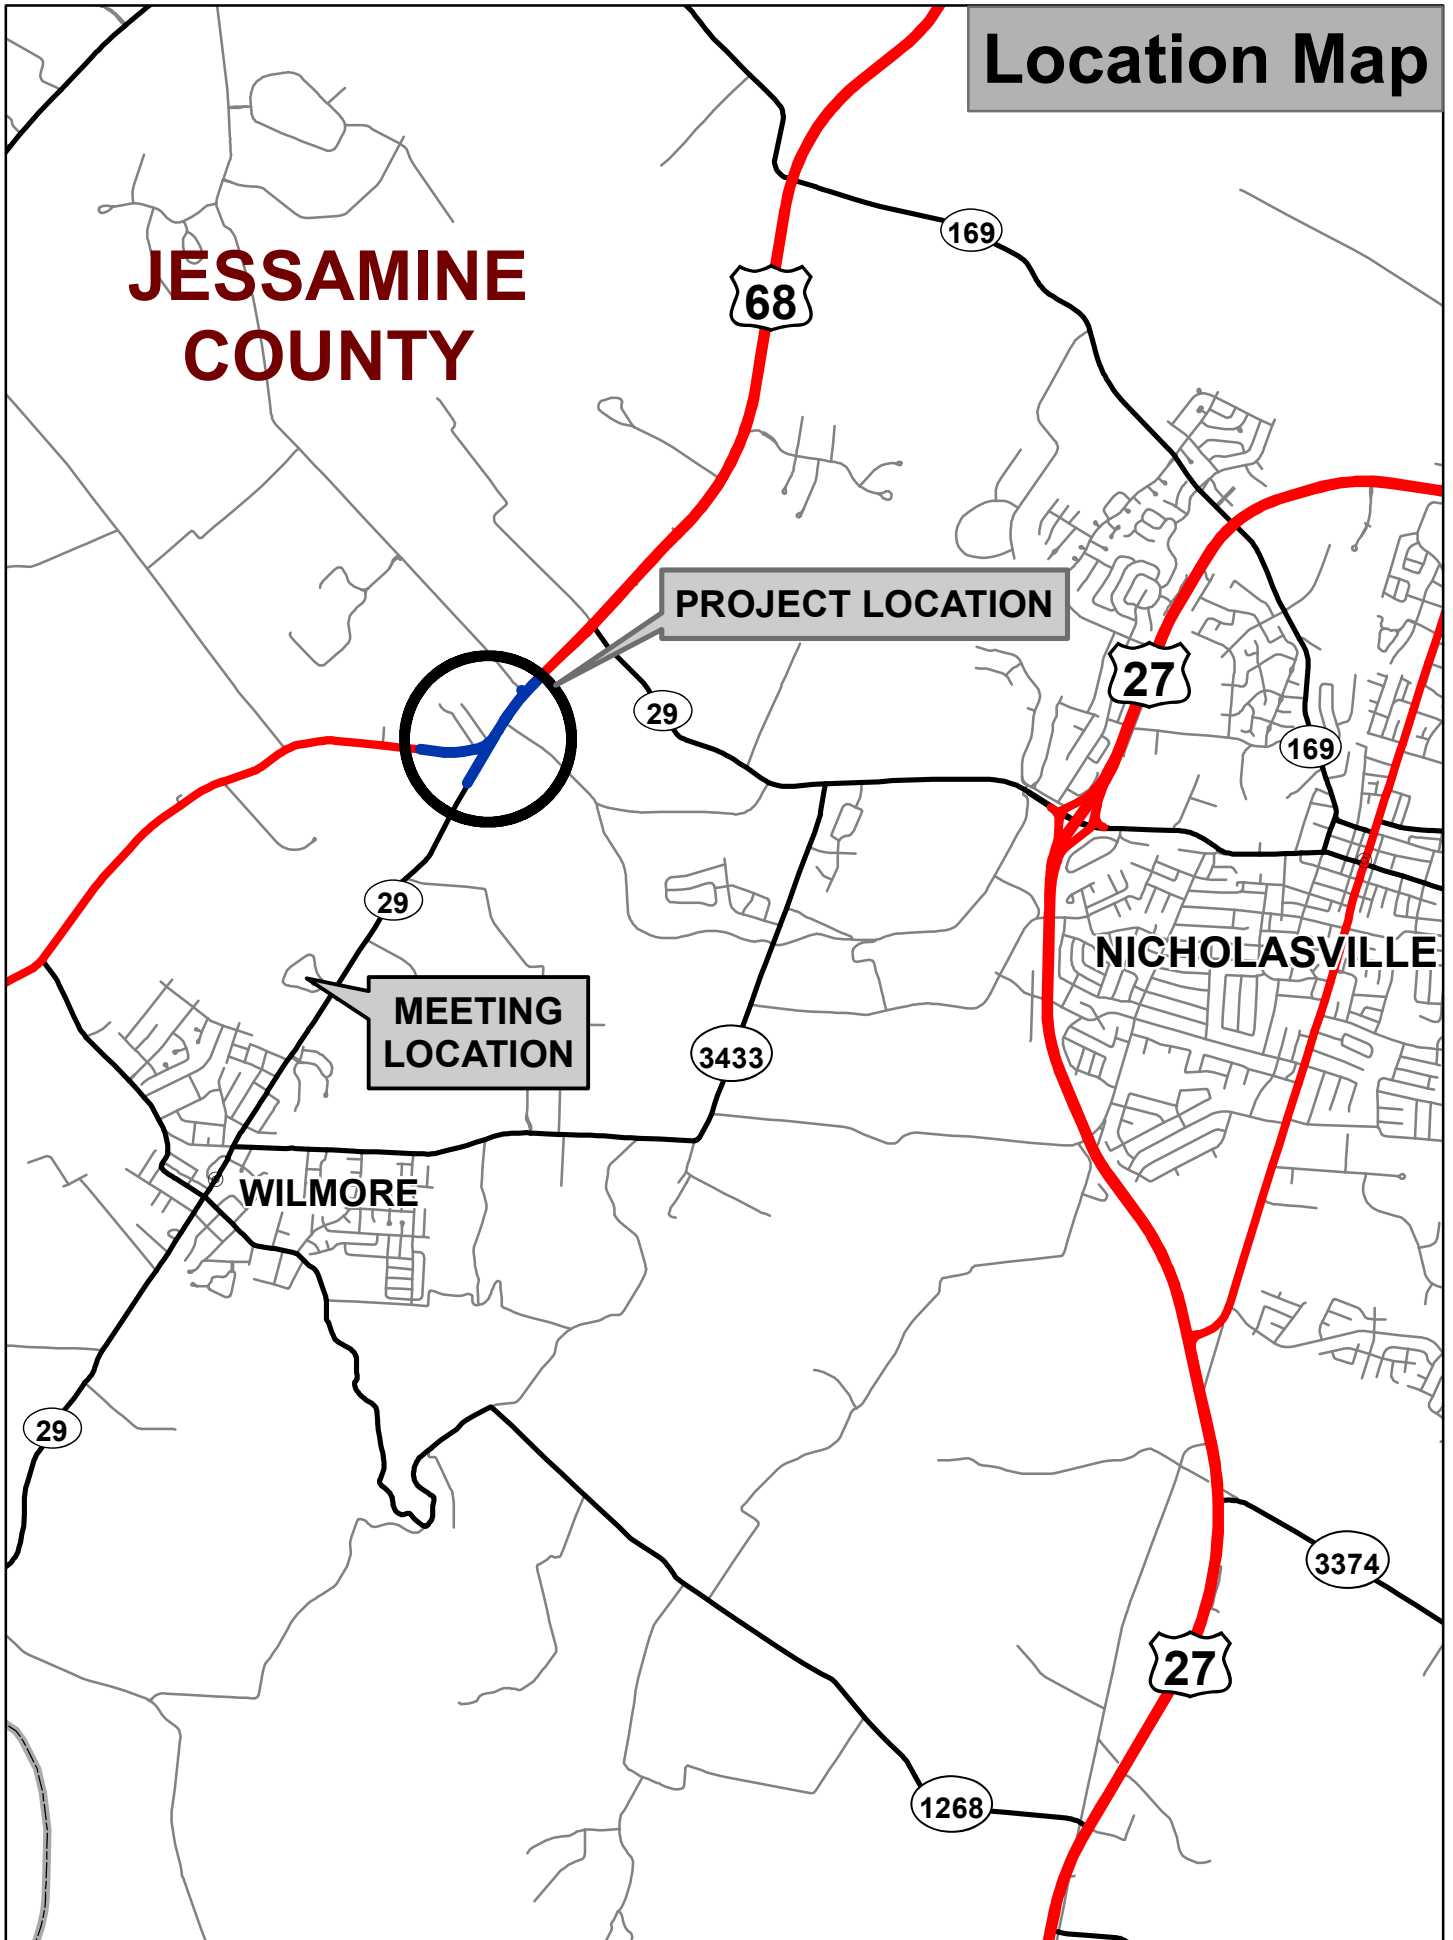 Location Map
169
JESSAMINE
COUNTY
68
PROJECT LOCATION
27
29
169
29
NICHOLASVILLE
MEETING
LOCATION
3433
WILMORE
29
3374
27
1268